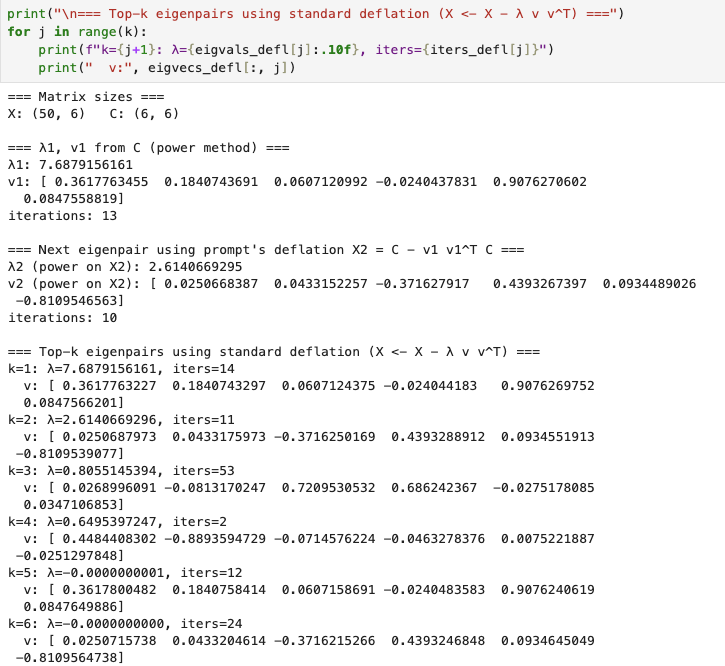 print("\n=== Top-k eigenpairs using standard deflation (X <- X - λ v v^T) ===")
for j in range(k):
    print(f"k={j+1}: λ={eigvals_defl[j]:.10f}, iters={iters_defl[j]}")
    print("  v:", eigvecs_defl[:, j])
=== Matrix sizes ===
X: (50, 6)   C: (6, 6)

=== λ1, v1 from C (power method) ===
λ1: 7.6879156161
v1: [ 0.3617763455  0.1840743691  0.0607120992 -0.0240437831  0.9076270602
  0.0847558819]
iterations: 13

=== Next eigenpair using prompt's deflation X2 = C - v1 v1^T C ===
λ2 (power on X2): 2.6140669295
v2 (power on X2): [ 0.0250668387  0.0433152257 -0.371627917   0.4393267397  0.0934489026
 -0.8109546563]
iterations: 10

=== Top-k eigenpairs using standard deflation (X <- X - λ v v^T) ===
k=1: λ=7.6879156161, iters=14
  v: [ 0.3617763227  0.1840743297  0.0607124375 -0.024044183   0.9076269752
  0.0847566201]
k=2: λ=2.6140669296, iters=11
  v: [ 0.0250687973  0.0433175973 -0.3716250169  0.4393288912  0.0934551913
 -0.8109539077]
k=3: λ=0.8055145394, iters=53
  v: [ 0.0268996091 -0.0813170247  0.7209530532  0.686242367  -0.0275178085
  0.0347106853]
k=4: λ=0.6495397247, iters=2
  v: [ 0.4484408302 -0.8893594729 -0.0714576224 -0.0463278376  0.0075221887
 -0.0251297848]
k=5: λ=-0.0000000001, iters=12
  v: [ 0.3617800482  0.1840758414  0.0607158691 -0.0240483583  0.9076240619
  0.0847649886]
k=6: λ=-0.0000000000, iters=24
  v: [ 0.0250715738  0.0433204614 -0.3716215266  0.4393246848  0.0934645049
 -0.8109564738]